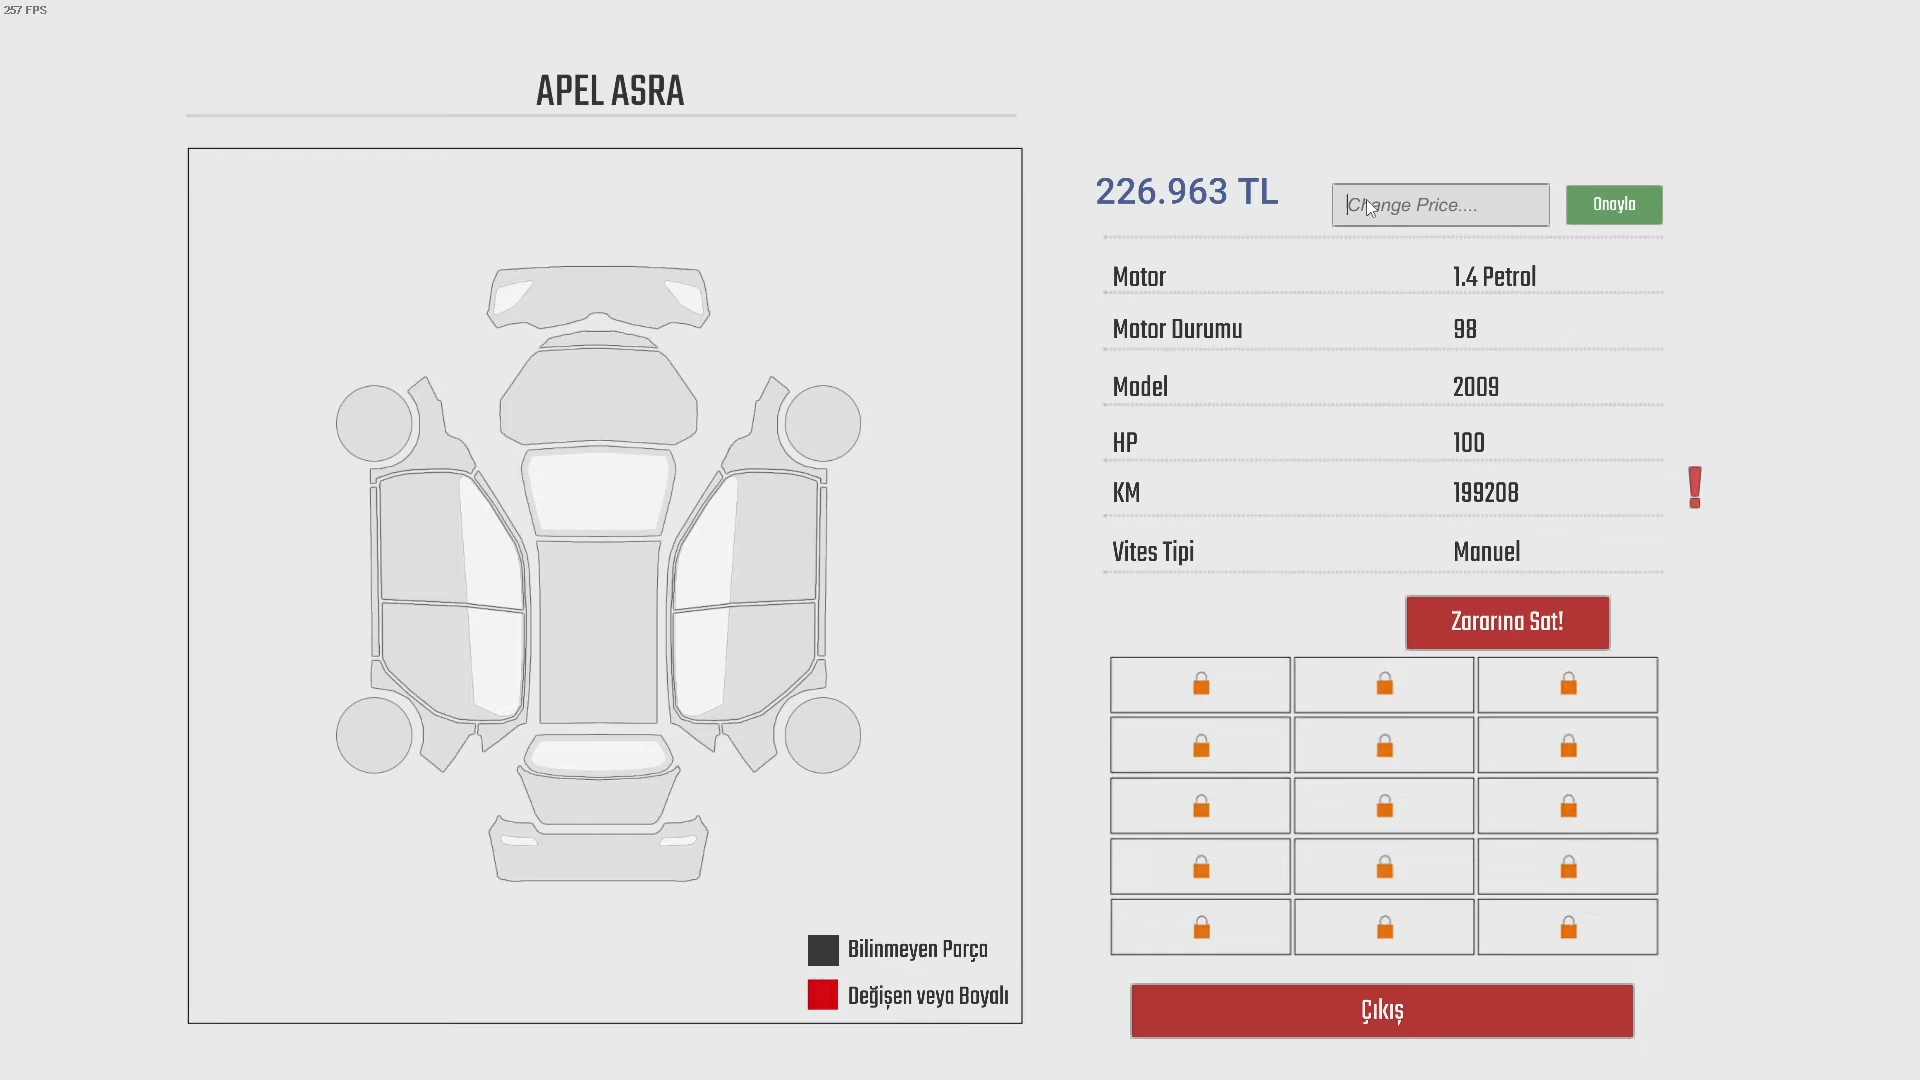 257 FPS
APEL ASRA
226.963 TL
Change Price....
Onayla
Motor 1.4 Petrol
Motor Durumu 98
Model 2009
HP 100
KM 199208
!
Vites Tipi Manuel
Zararına Sat!
Bilinmeyen Parça
Değişen veya Boyalı
Çıkış